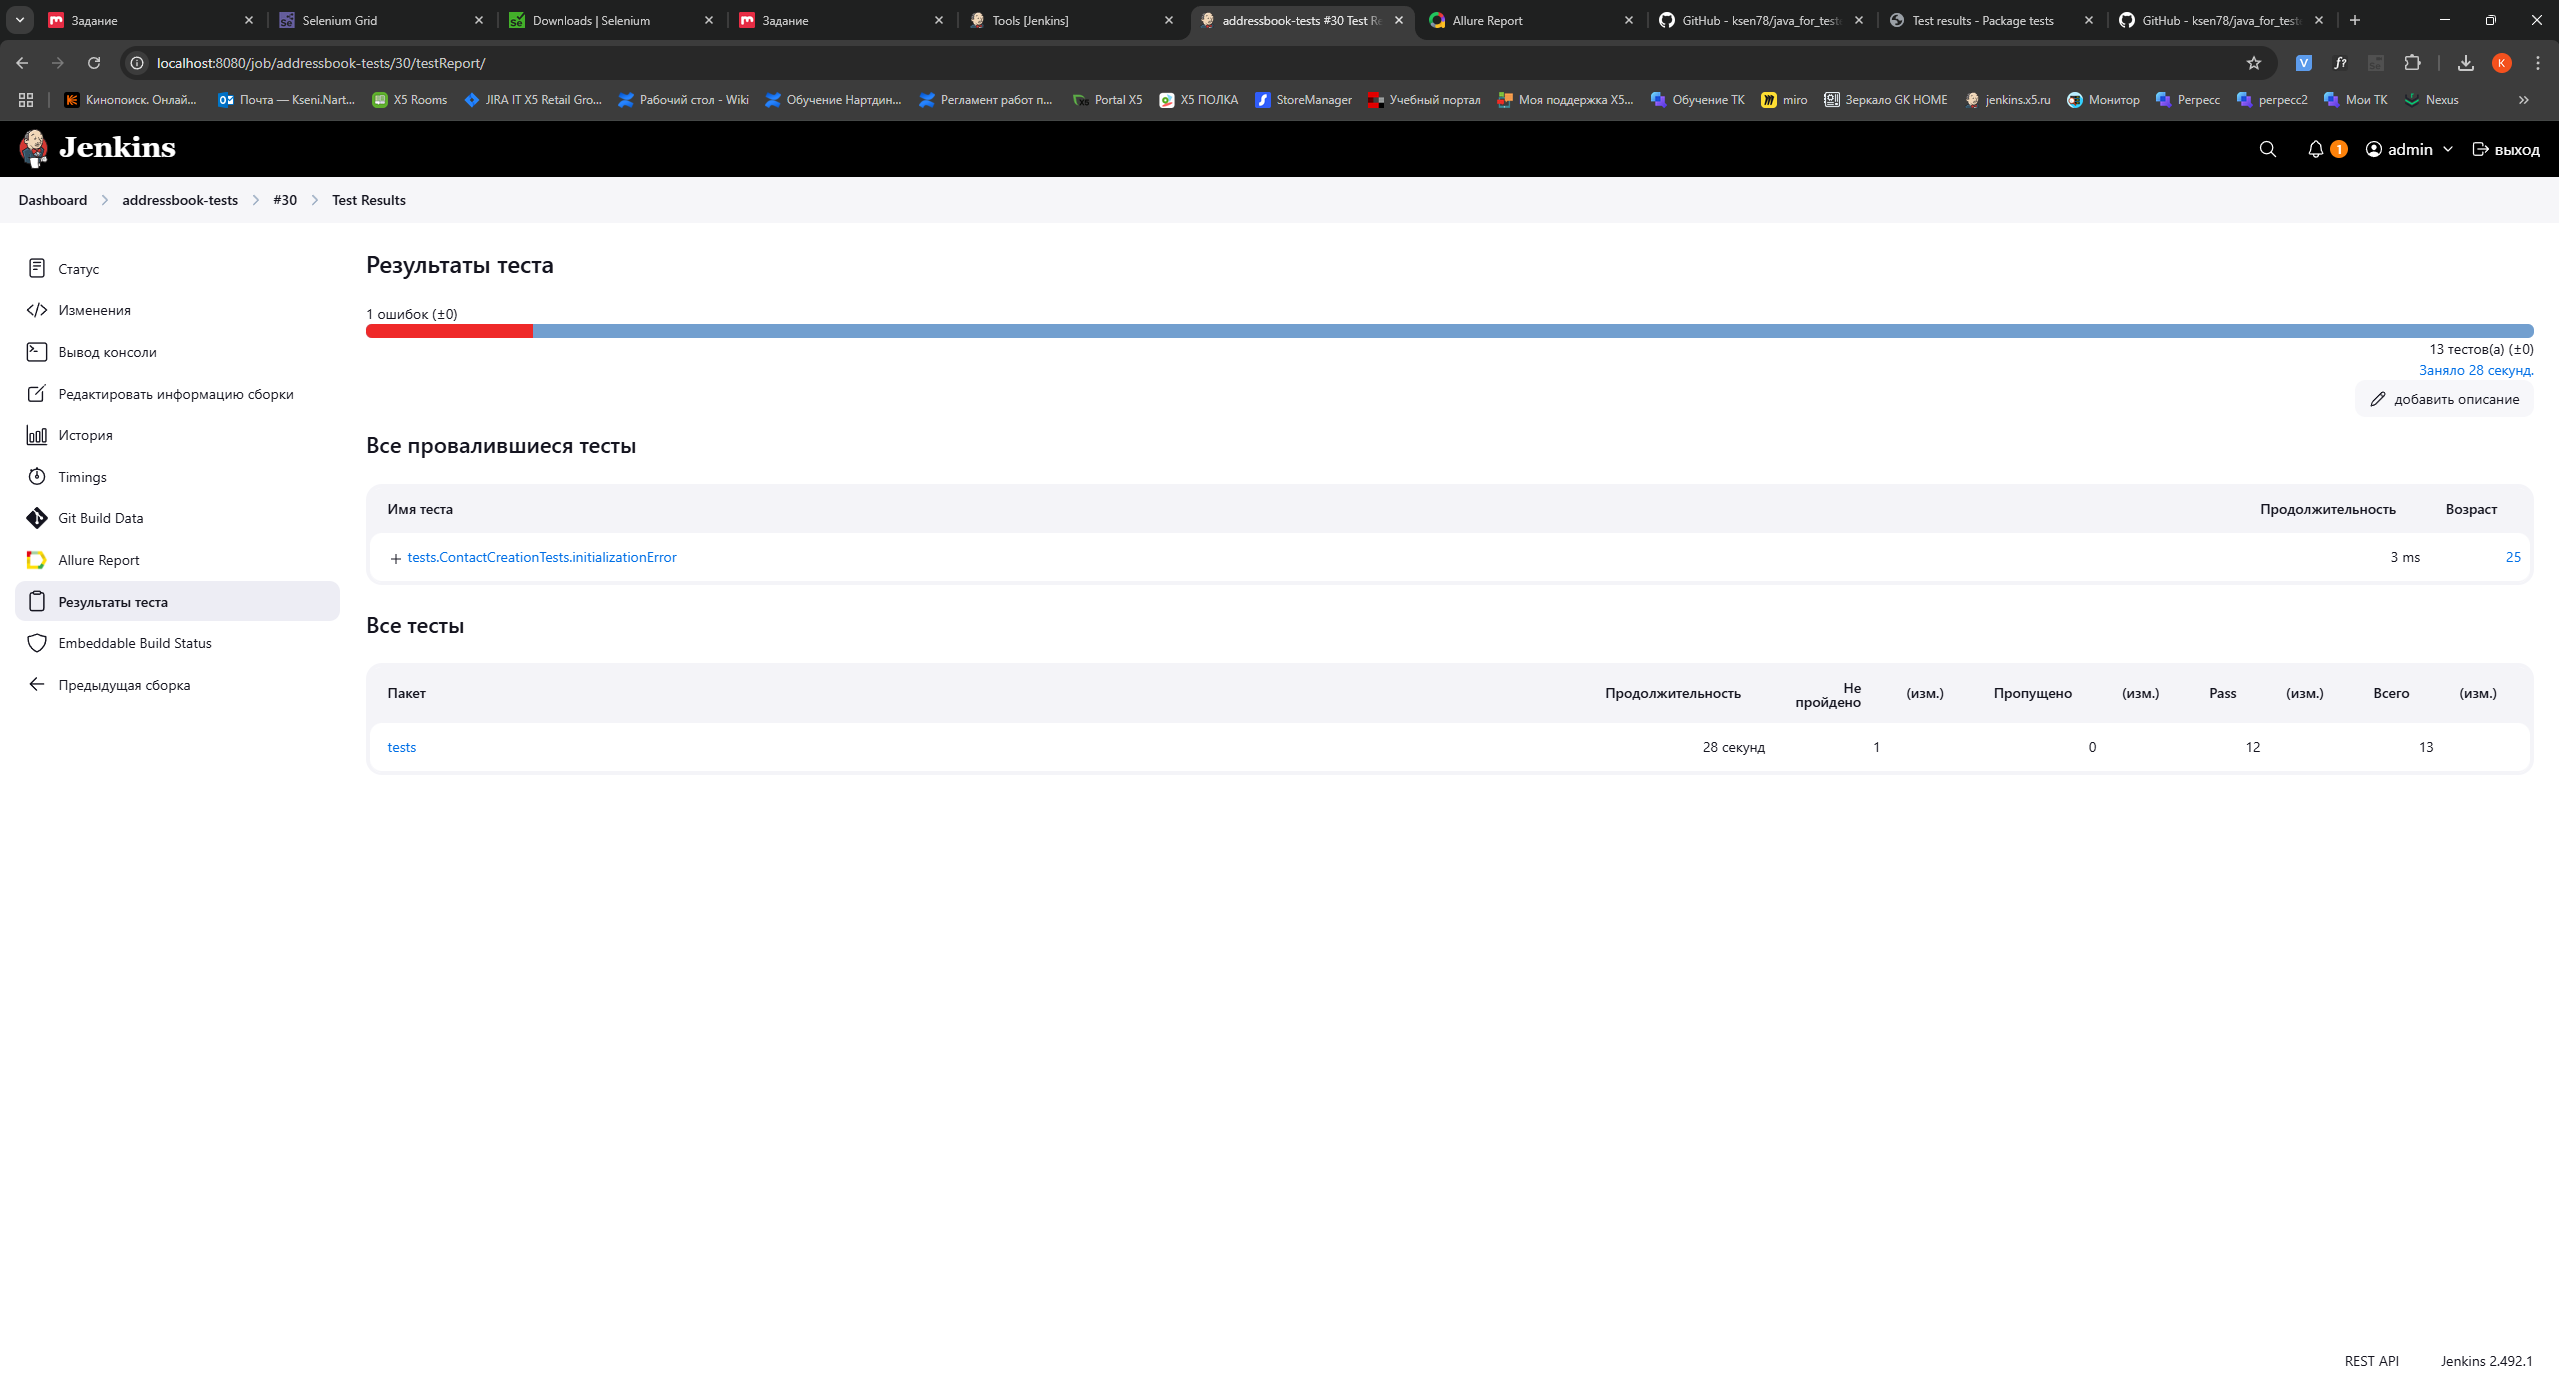 Задание
Selenium Grid
Downloads | Selenium
Задание
Tools [Jenkins]
addressbook-tests #30 Test Re
Allure Report
GitHub - ksen78/java_for_test
Test results - Package tests
GitHub - ksen78/java_for_test
localhost:8080/job/addressbook-tests/30/testReport/
Кинопоиск. Онлай...
Почта — Kseni.Nart...
X5 Rooms
JIRA IT X5 Retail Gro...
Рабочий стол - Wiki
Обучение Нартдин...
Регламент работ п...
Portal X5
X5 ПОЛКА
StoreManager
Учебный портал
Моя поддержка X5...
Обучение ТК
miro
Зеркало GK HOME
jenkins.x5.ru
Монитор
Регресс
регресс2
Мои ТК
Nexus
Jenkins
1
admin
выход
Dashboard
addressbook-tests
#30
Test Results
Статус
Изменения
Вывод консоли
Редактировать информацию сборки
История
Timings
Git Build Data
Allure Report
Результаты теста
Embeddable Build Status
Предыдущая сборка
Результаты теста
1 ошибок (±0)
13 тестов(а) (±0)
Заняло 28 секунд.
добавить описание
Все провалившиеся тесты
Имя теста Продолжительность Возраст
tests.ContactCreationTests.initializationError 3 ms 25
Все тесты
Пакет Продолжительность Не пройдено (изм.) Пропущено (изм.) Pass (изм.) Всего (изм.)
tests 28 секунд 1 0 12 13
REST API Jenkins 2.492.1